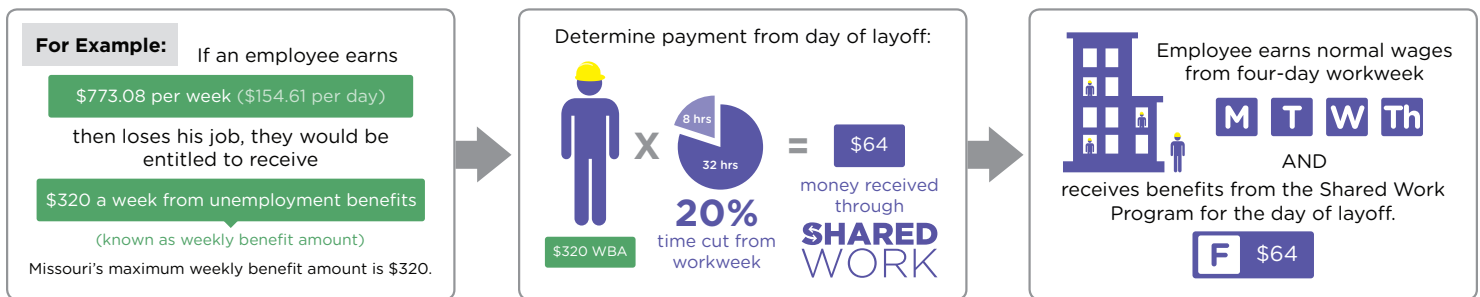 For Example: If an employee earns
$773.08 per week ($154.61 per day)
then loses his job, they would be
entitled to receive
$320 a week from unemployment benefits
(known as weekly benefit amount)
Missouri’s maximum weekly benefit amount is $320.
Determine payment from day of layoff:
8 hrs
32 hrs
X
=
$64
$320 WBA
20%
time cut from
workweek
money received
through
SHARED
WORK
Employee earns normal wages
from four-day workweek
M T W Th
AND
receives benefits from the Shared Work
Program for the day of layoff.
F $64